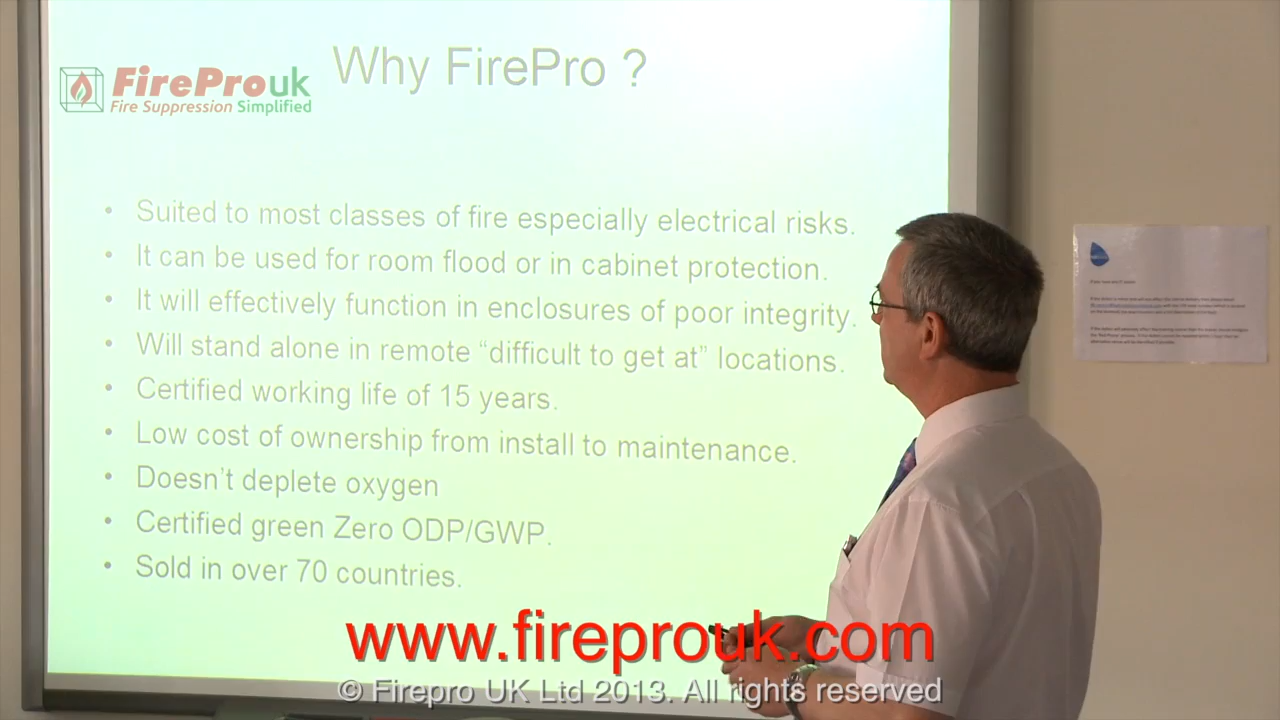 Why FirePro ?
FirePro uk
Fire Suppression Simplified
• Suited to most classes of fire especially electrical risks.
• It can be used for room flood or in cabinet protection.
• It will effectively function in enclosures of poor integrity.
• Will stand alone in remote “difficult to get at” locations.
• Certified working life of 15 years.
• Low cost of ownership from install to maintenance.
• Doesn’t deplete oxygen
• Certified green Zero ODP/GWP.
• Sold in over 70 countries.
www.fireprouk.com
© Firepro UK Ltd 2013. All rights reserved